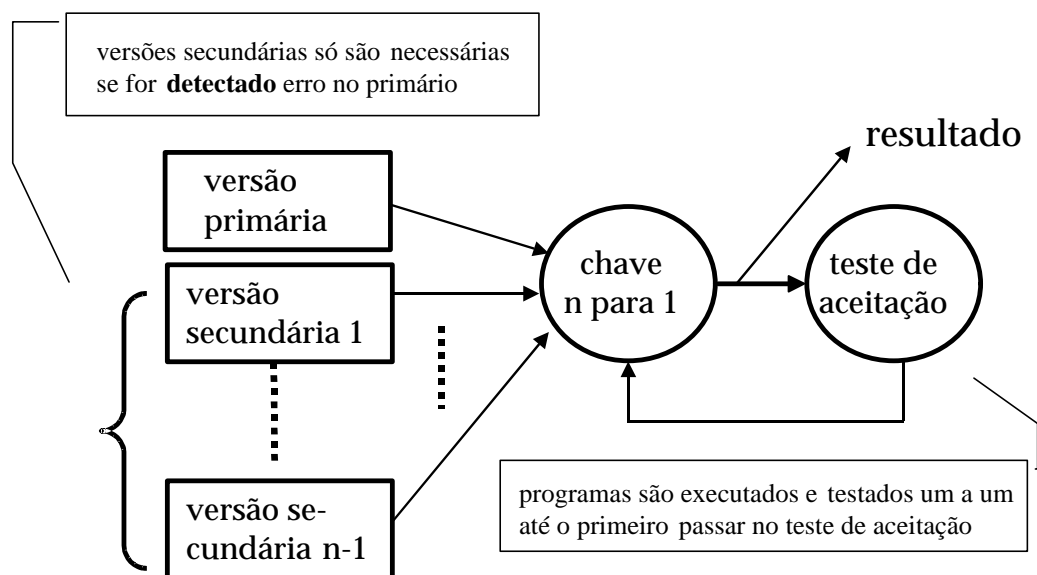 versões secundárias só são necessárias
se for detectado erro no primário
resultado
versão
primária
chave
n para 1
teste de
aceitação
versão
secundária 1
versão se-
cundária n-1
programas são executados e testados um a um
até o primeiro passar no teste de aceitação